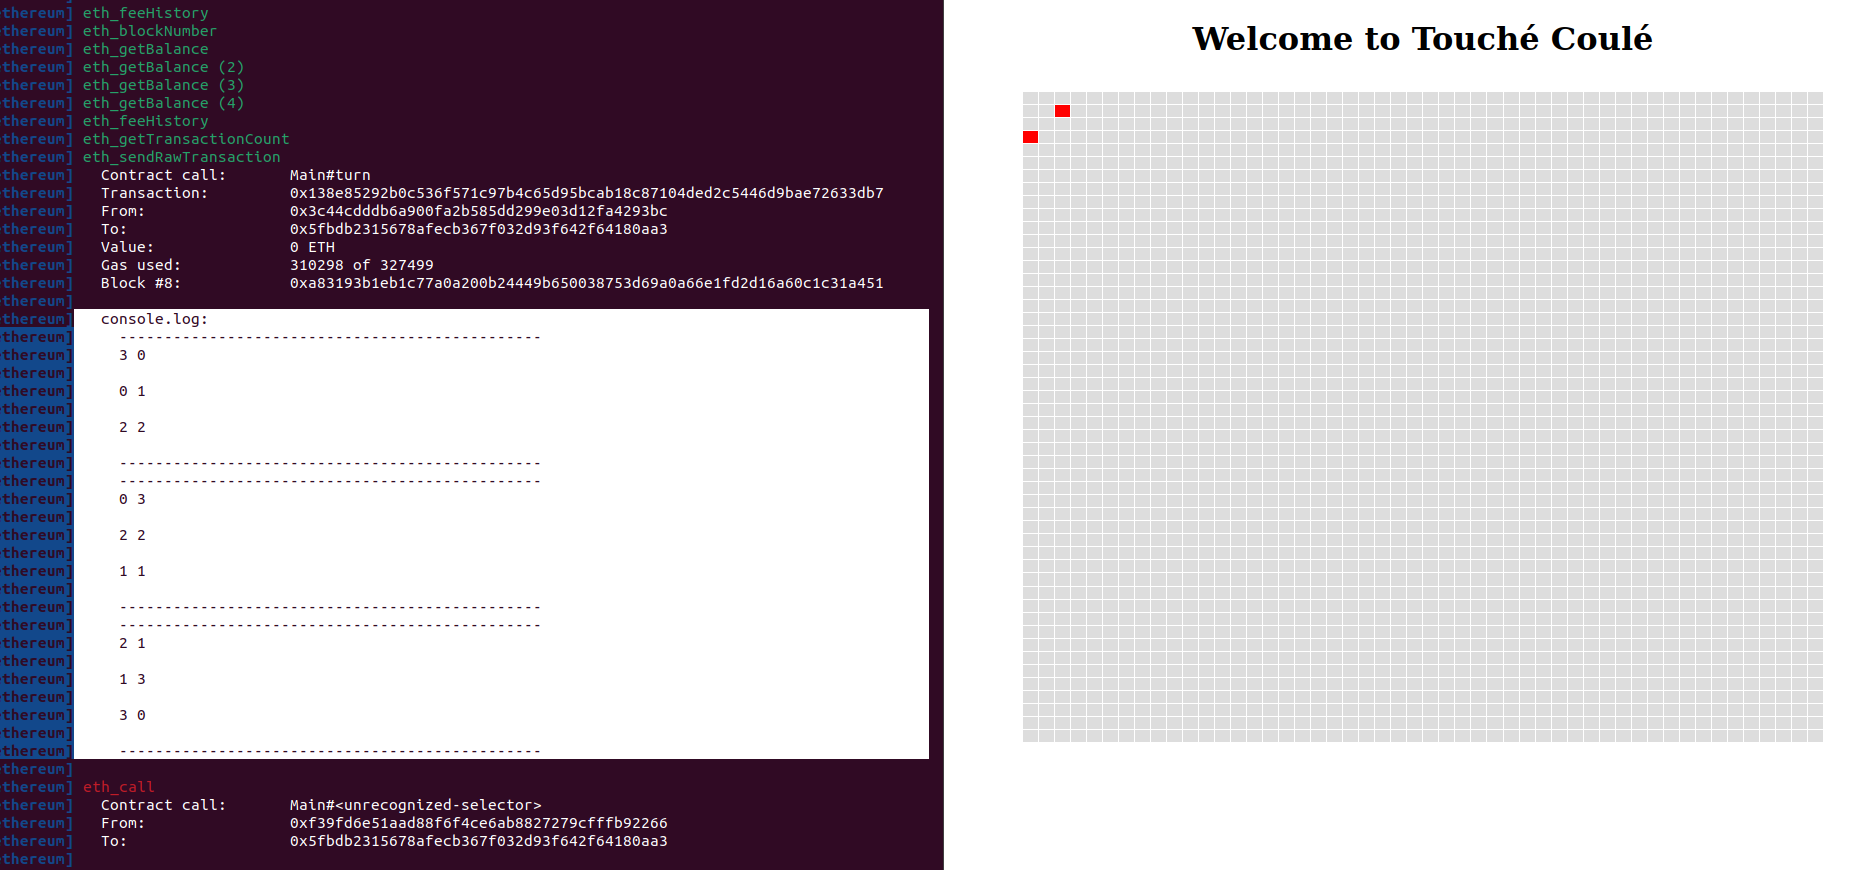 thereum] eth_feeHistory
thereum] eth_blockNumber
thereum] eth_getBalance
thereum] eth_getBalance (2)
thereum] eth_getBalance (3)
thereum] eth_getBalance (4)
thereum] eth_feeHistory
thereum] eth_getTransactionCount
thereum] eth_sendRawTransaction
thereum] Contract call: Main#turn
thereum] Transaction: 0x138e85292b0c536f571c97b4c65d95bcab18c87104ded2c5446d9bae72633db7
thereum] From: 0x3c44cdddb6a900fa2b585dd299e03d12fa4293bc
thereum] To: 0x5fbdb2315678afecb367f032d93f642f64180aa3
thereum] Value: 0 ETH
thereum] Gas used: 310298 of 327499
thereum] Block #8: 0xa83193b1eb1c77a0a200b24449b650038753d69a0a66e1fd2d16a60c1c31a451
thereum]
thereum] console.log:
thereum] -----------------------------------------------
thereum] 3 0
thereum]
thereum] 0 1
thereum]
thereum] 2 2
thereum]
thereum] -----------------------------------------------
thereum] -----------------------------------------------
thereum] 0 3
thereum]
thereum] 2 2
thereum]
thereum] 1 1
thereum]
thereum] -----------------------------------------------
thereum] -----------------------------------------------
thereum] 2 1
thereum]
thereum] 1 3
thereum]
thereum] 3 0
thereum]
thereum] -----------------------------------------------
thereum]
thereum] eth_call
thereum] Contract call: Main#<unrecognized-selector>
thereum] From: 0xf39fd6e51aad88f6f4ce6ab8827279cfffb92266
thereum] To: 0x5fbdb2315678afecb367f032d93f642f64180aa3
thereum]
Welcome to Touché Coulé